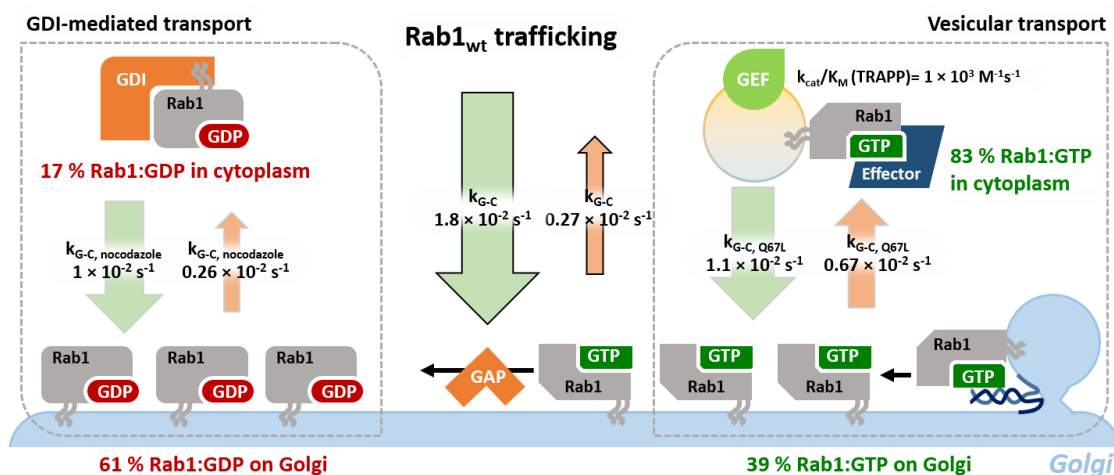 GDI-mediated transport
Rab1wt trafficking
Vesicular transport
GDI
Rab1
GDP
17 % Rab1:GDP in cytoplasm
kG-C, nocodazole
1 × 10⁻² s⁻¹
kG-C, nocodazole
0.26 × 10⁻² s⁻¹
kG-C
1.8 × 10⁻² s⁻¹
kG-C
0.27 × 10⁻² s⁻¹
GEF
kcat/KM (TRAPP)= 1 × 10³ M⁻¹s⁻¹
Rab1
GTP
Effector
83 % Rab1:GTP
in cytoplasm
kG-C, Q67L
1.1 × 10⁻² s⁻¹
kG-C, Q67L
0.67 × 10⁻² s⁻¹
Rab1
GDP
Rab1
GDP
Rab1
GDP
GAP
GTP
Rab1
GTP
Rab1
GTP
Rab1
Rab1
GTP
61 % Rab1:GDP on Golgi
39 % Rab1:GTP on Golgi
Golgi